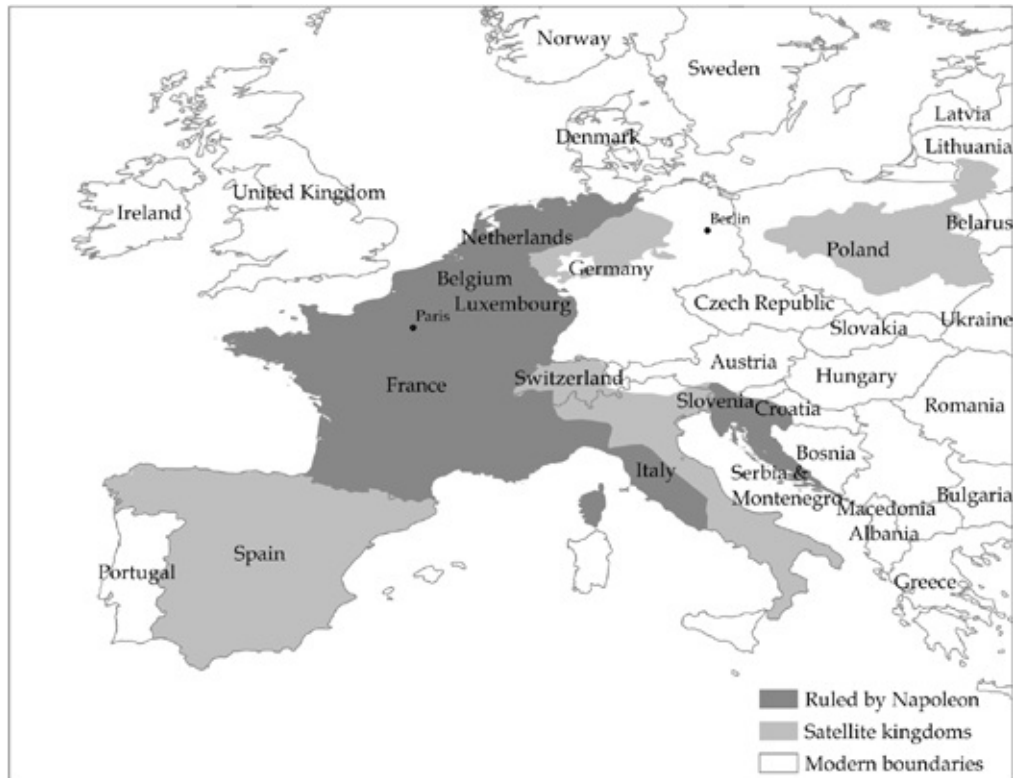 Norway
Sweden
Latvia
Denmark
Lithuania
United Kingdom
Ireland
Berlin
Belarus
Netherlands
Poland
Germany
Belgium
Luxembourg
Czech Republic
Paris
Ukraine
Slovakia
Austria
Switzerland
Hungary
France
Slovenia
Croatia
Romania
Bosnia
Italy
Serbia &
Montenegro
Bulgaria
Macedonia
Albania
Spain
Portugal
Greece
Ruled by Napoleon
Satellite kingdoms
Modern boundaries